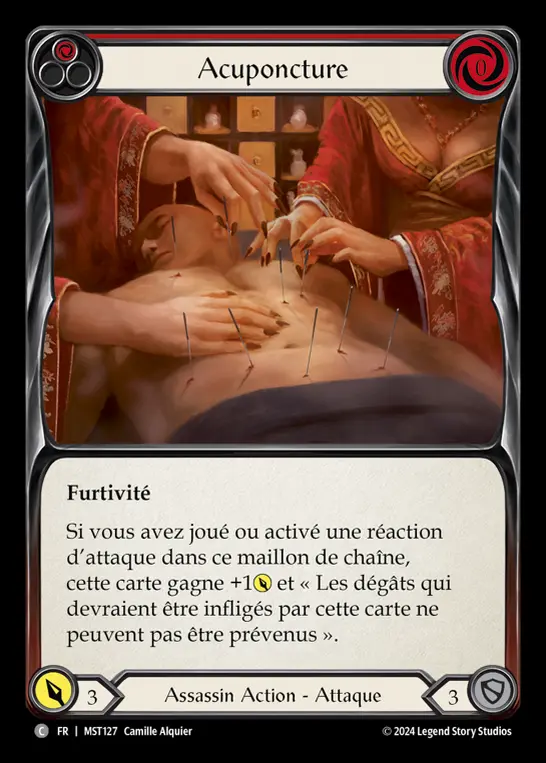 Acuponcture
0
Furtivité
Si vous avez joué ou activé une réaction
d’attaque dans ce maillon de chaîne,
cette carte gagne +1 et « Les dégâts qui
devraient être infligés par cette carte ne
peuvent pas être prévenus ».
3
Assassin Action - Attaque
3
C FR | MST127 Camille Alquier
© 2024 Legend Story Studios